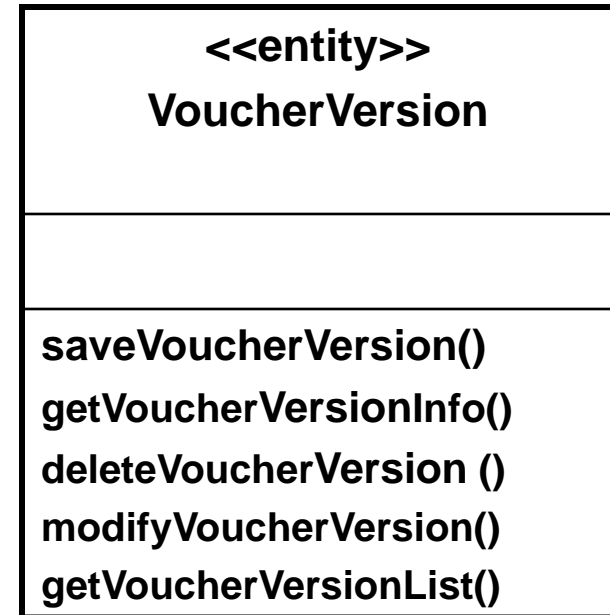 <<entity>>
VoucherVersion
saveVoucherVersion()
getVoucherVersionInfo()
deleteVoucherVersion ()
modifyVoucherVersion()
getVoucherVersionList()